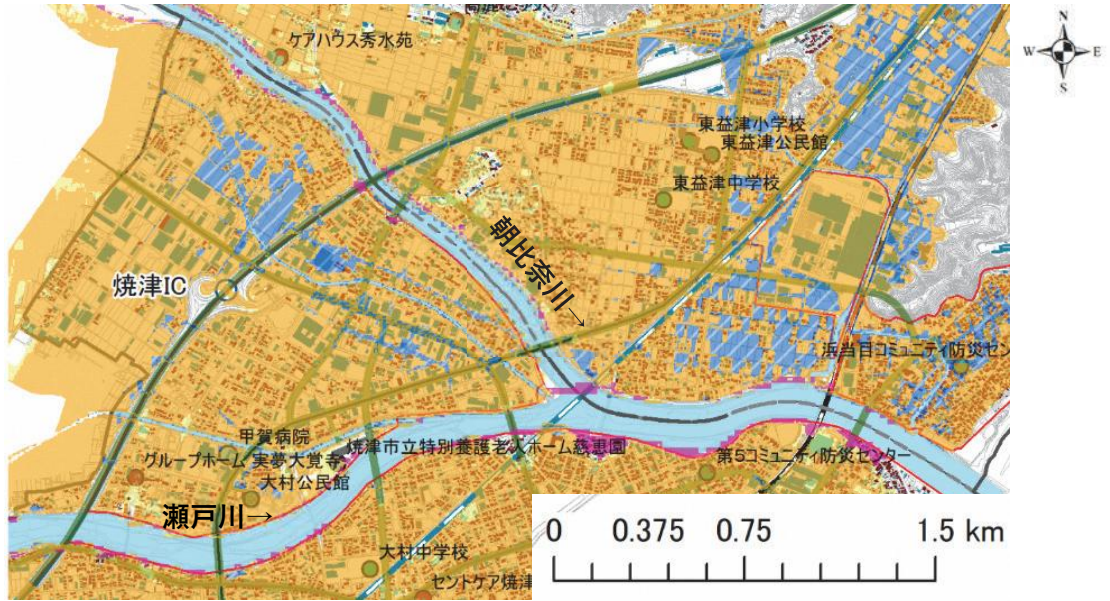 ケアハウス秀水苑
N
W
E
S
東益津小学校
東益津公民館
東益津中学校
朝比奈川→
焼津IC
浜当目コミュニティ防災セン
甲賀病院
焼津市立特別養護老人ホーム慈恵園
グループホーム 実夢大覚寺
第5コミュニティ防災センター
大村公民館
瀬戸川→
大村中学校
セントケア焼津
0 0.375 0.75 1.5 km